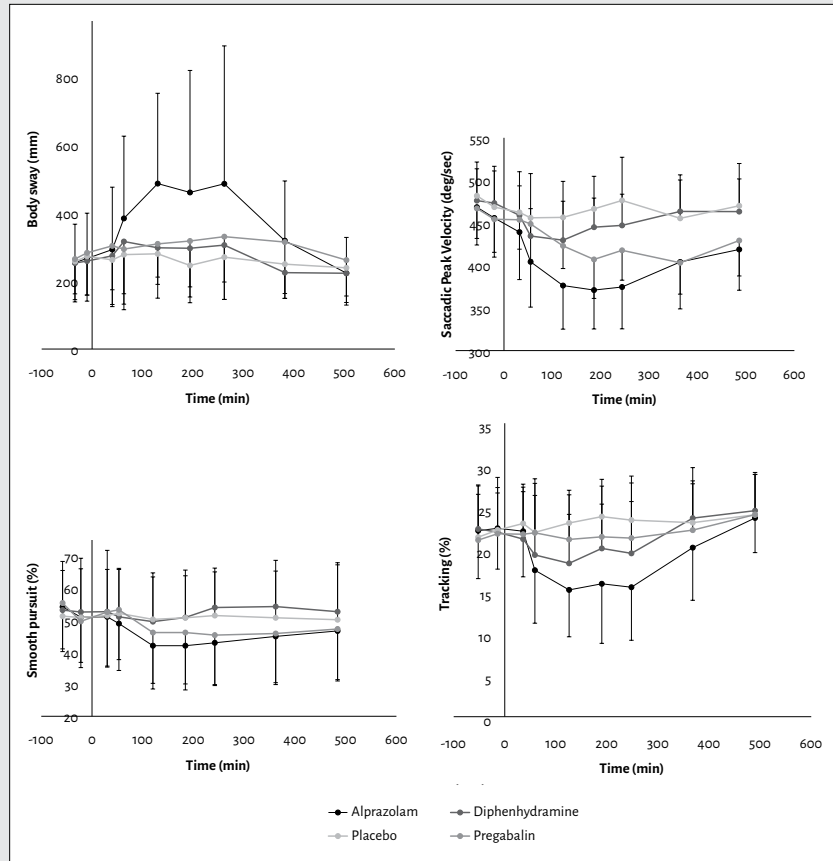 800
600
400
200
0
Body sway (mm)
-100 0 100 200 300 400 500 600
Time (min)
550
500
450
400
350
300
Saccadic Peak Velocity (deg/sec)
-100 0 100 200 300 400 500 600
Time (min)
70
60
50
40
30
20
Smooth pursuit (%)
-100 0 100 200 300 400 500 600
Time (min)
35
30
25
20
15
10
5
0
Tracking (%)
-100 0 100 200 300 400 500 600
Time (min)
Alprazolam Diphenhydramine
Placebo Pregabalin